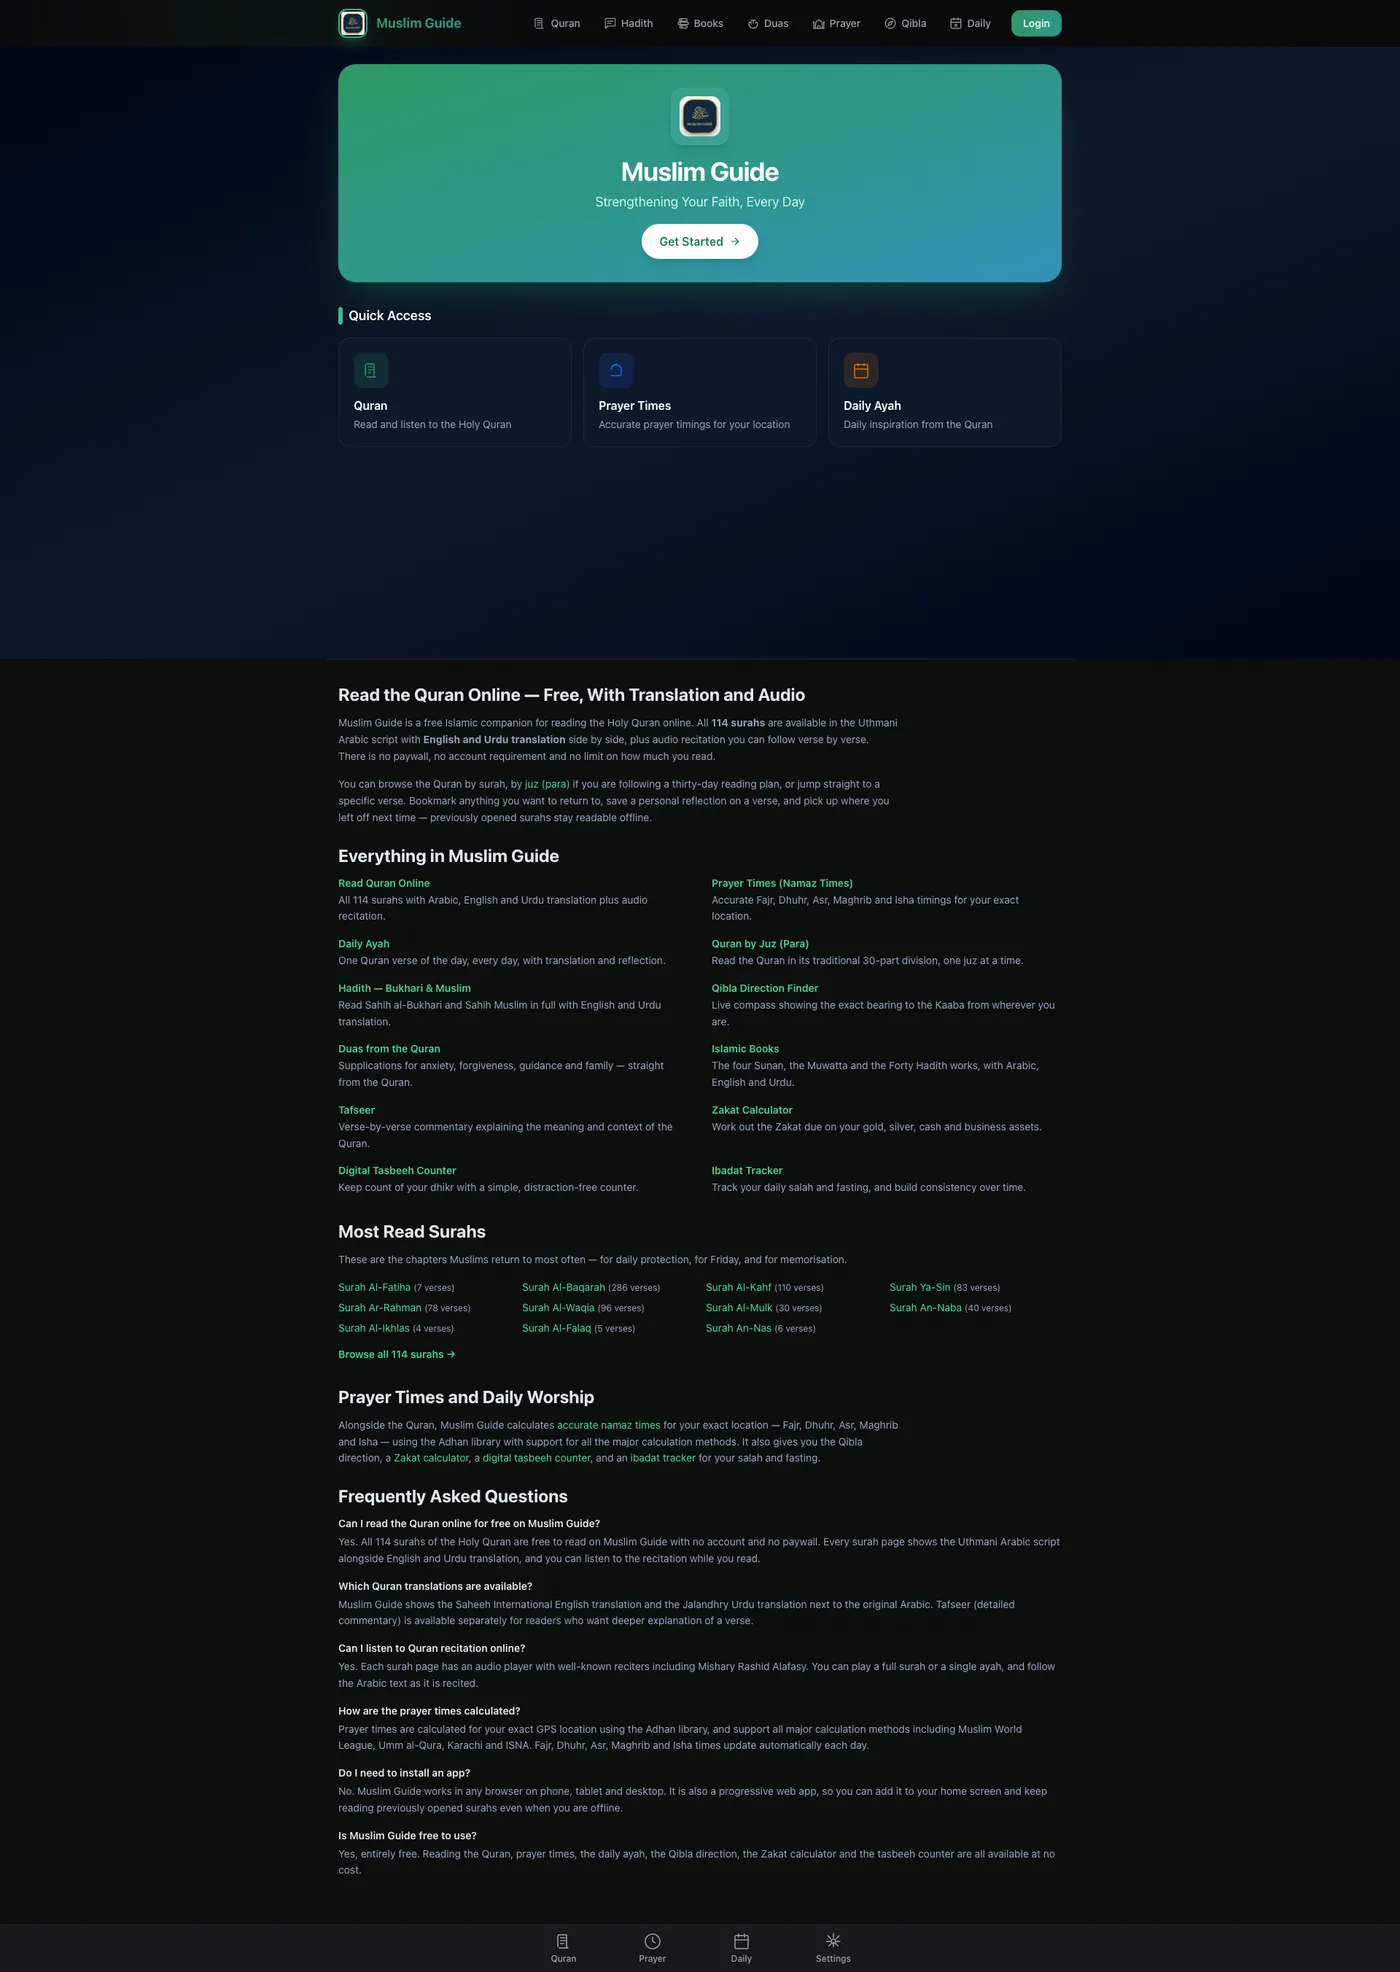 Muslim Guide
Quran
Hadith
Books
Duas
Prayer
Qibla
Daily
Login
Muslim Guide
Strengthening Your Faith, Every Day
Get Started →
Quick Access
Quran
Read and listen to the Holy Quran
Prayer Times
Accurate prayer timings for your location
Daily Ayah
Daily inspiration from the Quran
Read the Quran Online — Free, With Translation and Audio
Muslim Guide is a free Islamic companion for reading the Holy Quran online. All 114 surahs are available in the Uthmani
Arabic script with English and Urdu translation side by side, plus audio recitation you can follow verse by verse.
There is no paywall, no account requirement and no limit on how much you read.
You can browse the Quran by surah, by juz (para) if you are following a thirty-day reading plan, or jump straight to a
specific verse. Bookmark anything you want to return to, save a personal reflection on a verse, and pick up where you
left off next time — previously opened surahs stay readable offline.
Everything in Muslim Guide
Read Quran Online
All 114 surahs with Arabic, English and Urdu translation plus audio
recitation.
Prayer Times (Namaz Times)
Accurate Fajr, Dhuhr, Asr, Maghrib and Isha timings for your exact
location.
Daily Ayah
One Quran verse of the day, every day, with translation and reflection.
Quran by Juz (Para)
Read the Quran in its traditional 30-part division, one juz at a time.
Hadith — Bukhari & Muslim
Read Sahih al-Bukhari and Sahih Muslim in full with English and Urdu
translation.
Qibla Direction Finder
Live compass showing the exact bearing to the Kaaba from wherever you
are.
Duas from the Quran
Supplications for anxiety, forgiveness, guidance and family — straight
from the Quran.
Islamic Books
The four Sunan, the Muwatta and the Forty Hadith works, with Arabic,
English and Urdu.
Tafseer
Verse-by-verse commentary explaining the meaning and context of the
Quran.
Zakat Calculator
Work out the Zakat due on your gold, silver, cash and business assets.
Digital Tasbeeh Counter
Keep count of your dhikr with a simple, distraction-free counter.
Ibadat Tracker
Track your daily salah and fasting, and build consistency over time.
Most Read Surahs
These are the chapters Muslims return to most often — for daily protection, for Friday, and for memorisation.
Surah Al-Fatiha (7 verses)
Surah Al-Baqarah (286 verses)
Surah Al-Kahf (110 verses)
Surah Ya-Sin (83 verses)
Surah Ar-Rahman (78 verses)
Surah Al-Waqia (96 verses)
Surah Al-Mulk (30 verses)
Surah An-Naba (40 verses)
Surah Al-Ikhlas (4 verses)
Surah Al-Falaq (5 verses)
Surah An-Nas (6 verses)
Browse all 114 surahs →
Prayer Times and Daily Worship
Alongside the Quran, Muslim Guide calculates accurate namaz times for your exact location — Fajr, Dhuhr, Asr, Maghrib
and Isha — using the Adhan library with support for all the major calculation methods. It also gives you the Qibla
direction, a Zakat calculator, a digital tasbeeh counter, and an ibadat tracker for your salah and fasting.
Frequently Asked Questions
Can I read the Quran online for free on Muslim Guide?
Yes. All 114 surahs of the Holy Quran are free to read on Muslim Guide with no account and no paywall. Every surah page shows the Uthmani Arabic script
alongside English and Urdu translation, and you can listen to the recitation while you read.
Which Quran translations are available?
Muslim Guide shows the Saheeh International English translation and the Jalandhry Urdu translation next to the original Arabic. Tafseer (detailed
commentary) is available separately for readers who want deeper explanation of a verse.
Can I listen to Quran recitation online?
Yes. Each surah page has an audio player with well-known reciters including Mishary Rashid Alafasy. You can play a full surah or a single ayah, and follow
the Arabic text as it is recited.
How are the prayer times calculated?
Prayer times are calculated for your exact GPS location using the Adhan library, and support all major calculation methods including Muslim World
League, Umm al-Qura, Karachi and ISNA. Fajr, Dhuhr, Asr, Maghrib and Isha times update automatically each day.
Do I need to install an app?
No. Muslim Guide works in any browser on phone, tablet and desktop. It is also a progressive web app, so you can add it to your home screen and keep
reading previously opened surahs even when you are offline.
Is Muslim Guide free to use?
Yes, entirely free. Reading the Quran, prayer times, the daily ayah, the Qibla direction, the Zakat calculator and the tasbeeh counter are all available at no
cost.
Quran
Prayer
Daily
Settings